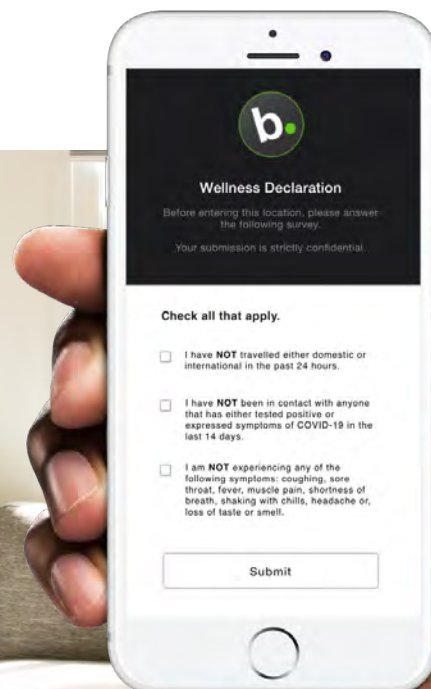 b.
Wellness Declaration
Before entering this location, please answer
the following survey.
Your submission is strictly confidential.
Check all that apply.
I have NOT travelled either domestic or
international in the past 24 hours.
I have NOT been in contact with anyone
that has either tested positive or
expressed symptoms of COVID-19 in the
last 14 days.
I am NOT experiencing any of the
following symptoms: coughing, sore
throat, fever, muscle pain, shortness of
breath, shaking with chills, headache or,
loss of taste or smell.
Submit